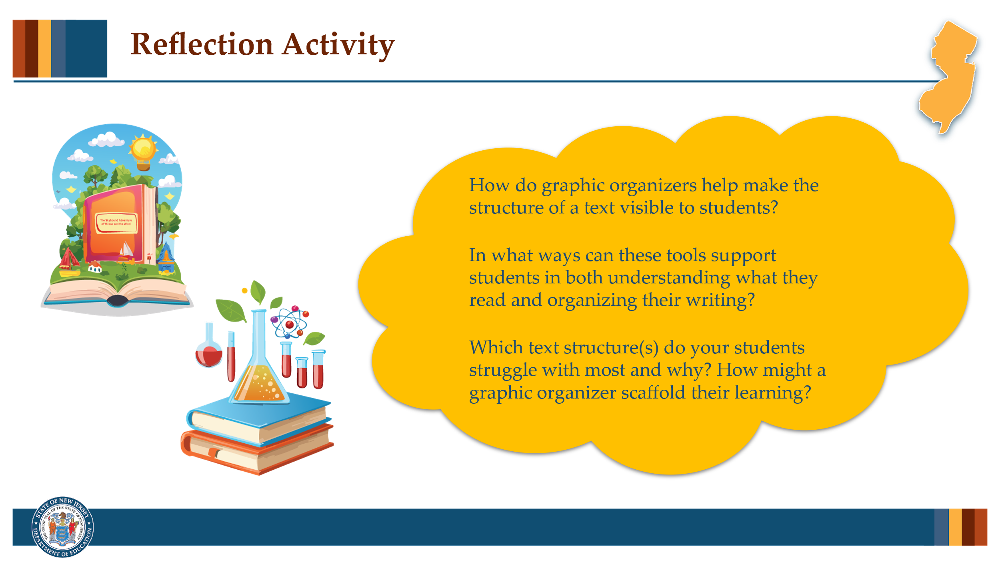 Reflection Activity
The Skybound Adventure
of Willow and the Wind
How do graphic organizers help make the
structure of a text visible to students?
In what ways can these tools support
students in both understanding what they
read and organizing their writing?
Which text structure(s) do your students
struggle with most and why? How might a
graphic organizer scaffold their learning?
STATE OF NEW JERSEY
THE GREAT SEAL OF THE STATE OF NEW JERSEY
DEPARTMENT OF EDUCATION